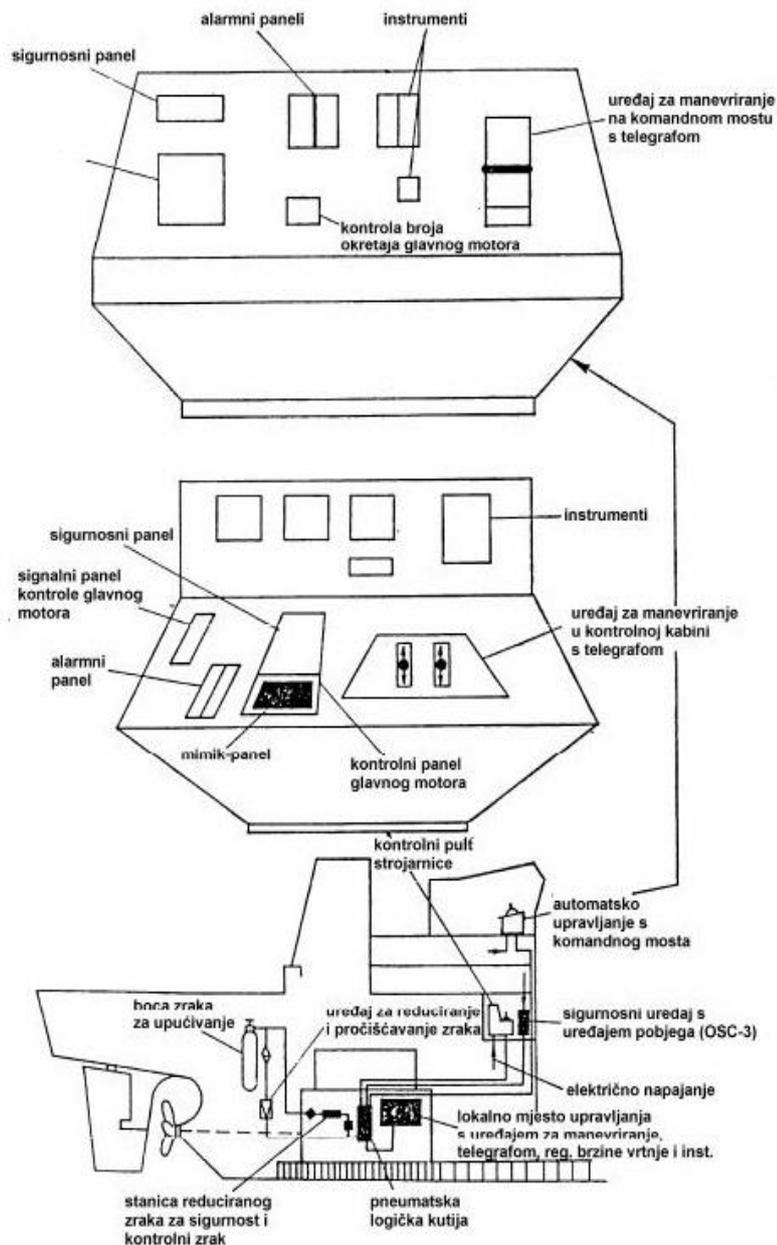 alarmni paneli
instrumenti
sigurnosni panel
uređaj za manevriranje
na komandnom mostu
s telegrafom
kontrola broja
okretaja glavnog motora
sigurnosni panel
instrumenti
signalni panel
kontrole glavnog
motora
uređaj za manevriranje
u kontrolnoj kabini
s telegrafom
alarmni
panel
mimik-panel
kontrolni panel
glavnog motora
kontrolni pult
strojarnice
automatsko
upravljanje s
komandnog mosta
boca zraka
za upućivanje
uređaj za reduciranje
i pročišćavanje zraka
sigurnosni uređaj s
uređajem pobjega (OSC-3)
električno napajanje
lokalno mjesto upravljanja
s uređajem za manevriranje,
telegrafom, reg. brzine vrtnje i inst.
stanica reduciranog
zraka za sigurnost i
kontrolni zrak
pneumatska
logička kutija